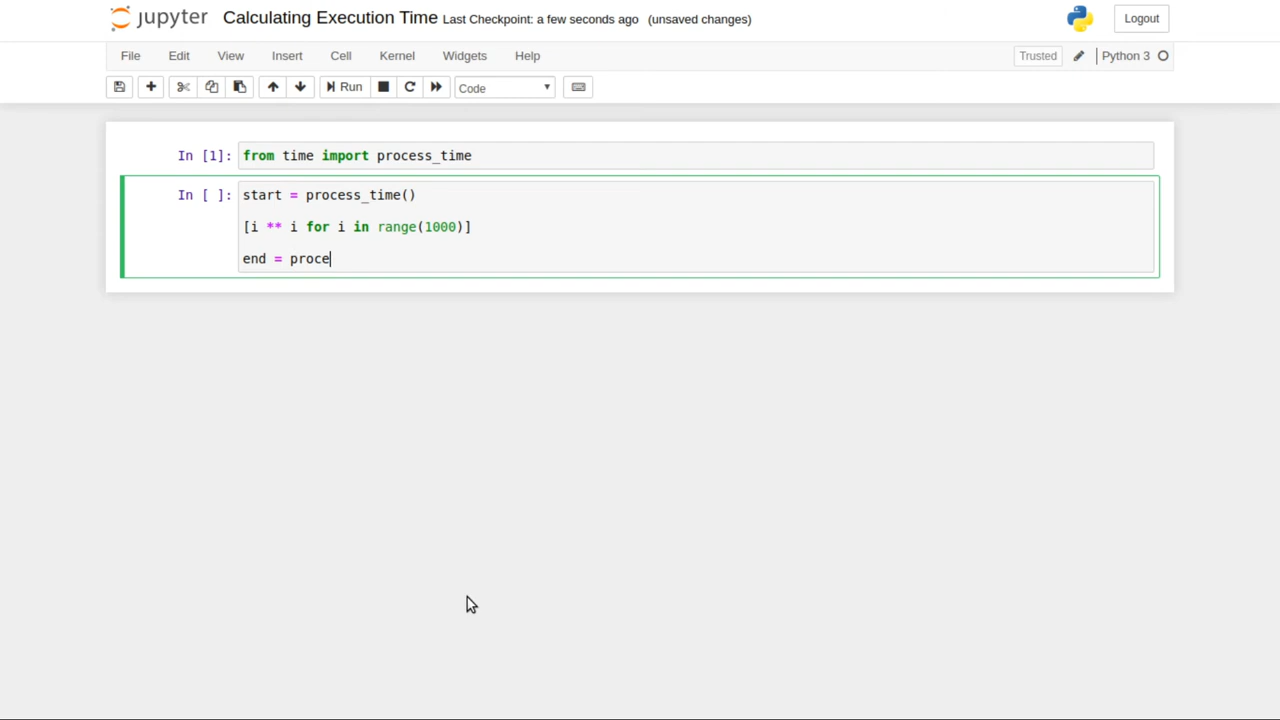 jupyter Calculating Execution Time Last Checkpoint: a few seconds ago (unsaved changes) Logout
File Edit View Insert Cell Kernel Widgets Help Trusted Python 3
Run Code
In [1]: from time import process_time
In [ ]: start = process_time()
[i ** i for i in range(1000)]
end = proce